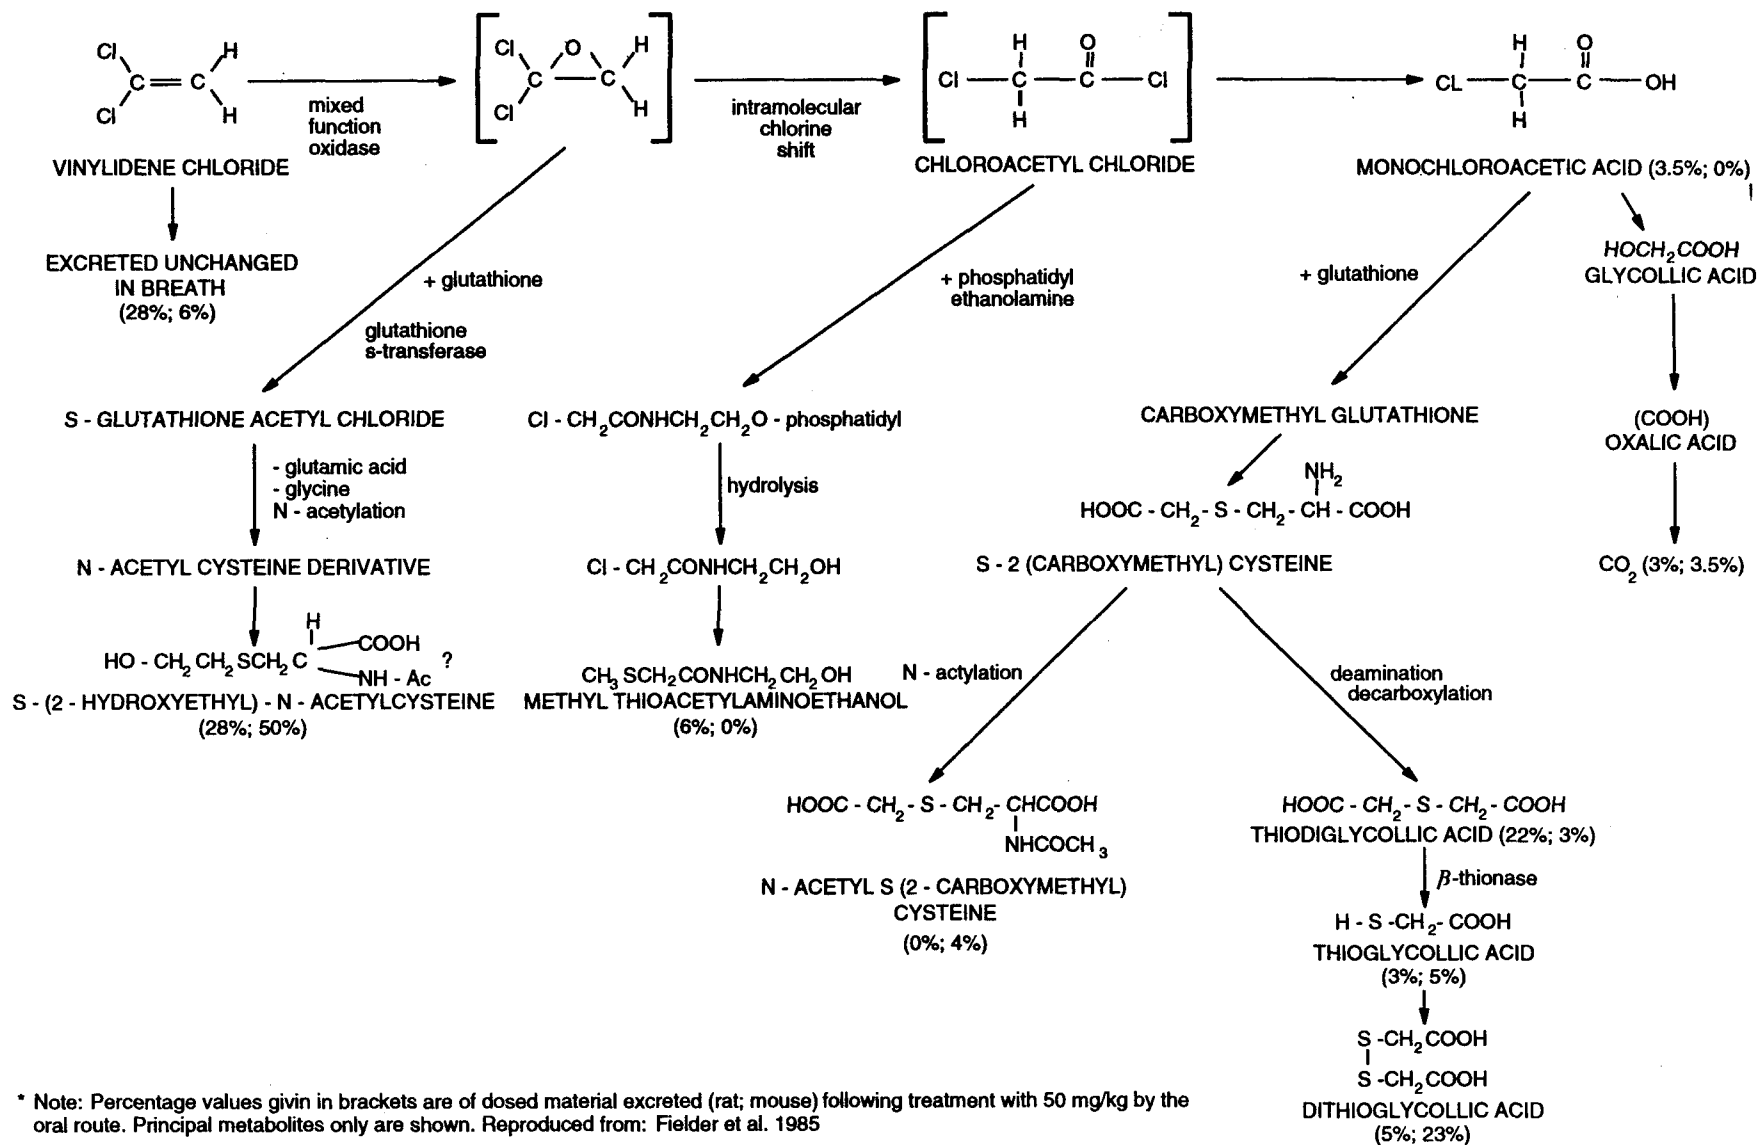 Cl
H
C
C
Cl
H
mixed
function
oxidase
Cl
O
H
C
C
Cl
H
intramolecular
chlorine
shift
H
O
Cl
C
C
Cl
H
H
O
CL
C
C
OH
H
VINYLIDENE CHLORIDE
CHLOROACETYL CHLORIDE
MONOCHLOROACETIC ACID (3.5%; 0%)
EXCRETED UNCHANGED
IN BREATH
(28%; 6%)
+ glutathione
glutathione
s-transferase
+ phosphatidyl
ethanolamine
+ glutathione
HOCH2COOH
GLYCOLLIC ACID
S - GLUTATHIONE ACETYL CHLORIDE
Cl - CH2CONHCH2CH2O - phosphatidyl
CARBOXYMETHYL GLUTATHIONE
(COOH)
OXALIC ACID
- glutamic acid
- glycine
N - acetylation
hydrolysis
NH2
HOOC - CH2- S - CH2- CH - COOH
N - ACETYL CYSTEINE DERIVATIVE
Cl - CH2CONHCH2CH2OH
S - 2 (CARBOXYMETHYL) CYSTEINE
CO2 (3%; 3.5%)
H
COOH
HO - CH2CH2SCH2C
?
NH - Ac
S - (2 - HYDROXYETHYL) - N - ACETYLCYSTEINE
(28%; 50%)
CH3SCH2CONHCH2CH2OH
METHYL THIOACETYLAMINOETHANOL
(6%; 0%)
N - actylation
deamination
decarboxylation
HOOC - CH2- S - CH2- CHCOOH
NHCOCH3
N - ACETYL S (2 - CARBOXYMETHYL)
CYSTEINE
(0%; 4%)
HOOC - CH2- S - CH2- COOH
THIODIGLYCOLLIC ACID (22%; 3%)
β-thionase
H - S -CH2- COOH
THIOGLYCOLLIC ACID
(3%; 5%)
S -CH2COOH
S -CH2COOH
DITHIOGLYCOLLIC ACID
(5%; 23%)
* Note: Percentage values givin in brackets are of dosed material excreted (rat; mouse) following treatment with 50 mg/kg by the
oral route. Principal metabolites only are shown. Reproduced from: Fielder et al. 1985